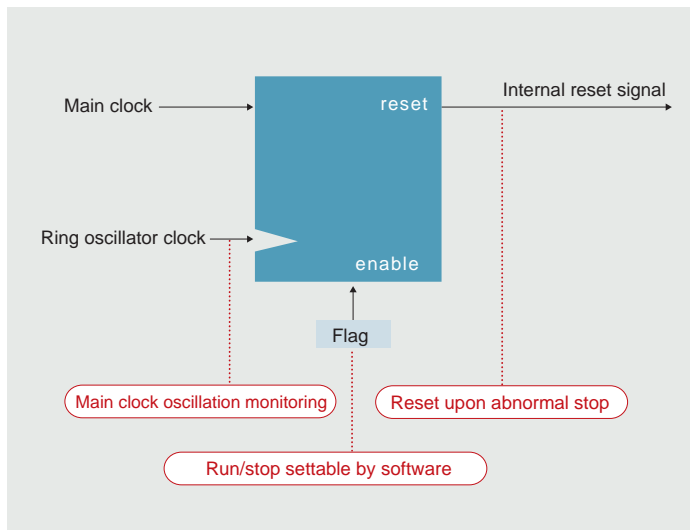 Internal reset signal
Main clock
reset
Ring oscillator clock
enable
Flag
Main clock oscillation monitoring
Reset upon abnormal stop
Run/stop settable by software